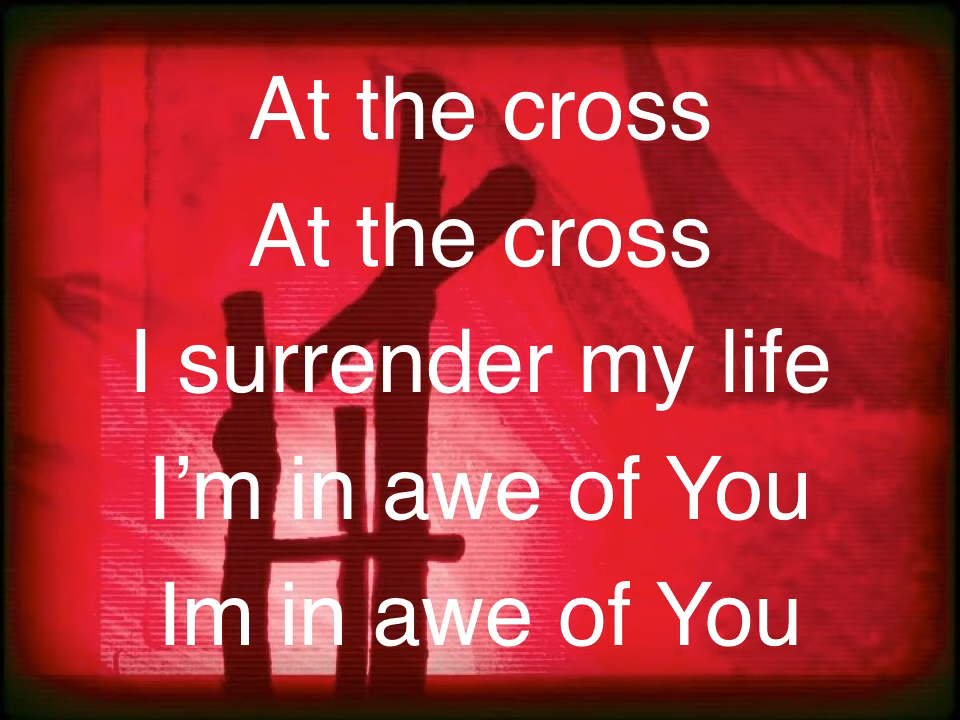 At the cross
At the cross
I surrender my life
I’m in awe of You
Im in awe of You